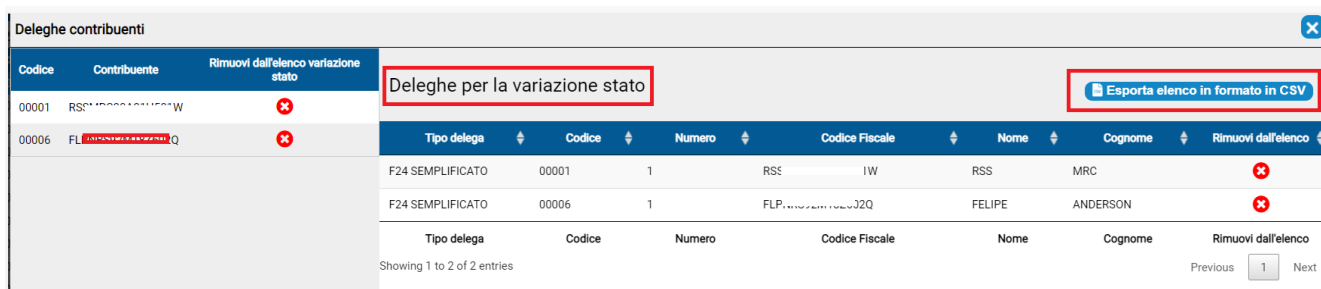 Deleghe contribuenti
Codice Contribuente Rimuovi dall'elenco variazione stato
00001
00006
Deleghe per la variazione stato
Esporta elenco in formato in CSV
Tipo delega Codice Numero Codice Fiscale Nome Cognome Rimuovi dall'elenco
F24 SEMPLIFICATO 00001 1 RSS 1W RSS MRC
F24 SEMPLIFICATO 00006 1 FELIPE ANDERSON
Tipo delega Codice Numero Codice Fiscale Nome Cognome Rimuovi dall'elenco
Showing 1 to 2 of 2 entries
Previous 1 Next